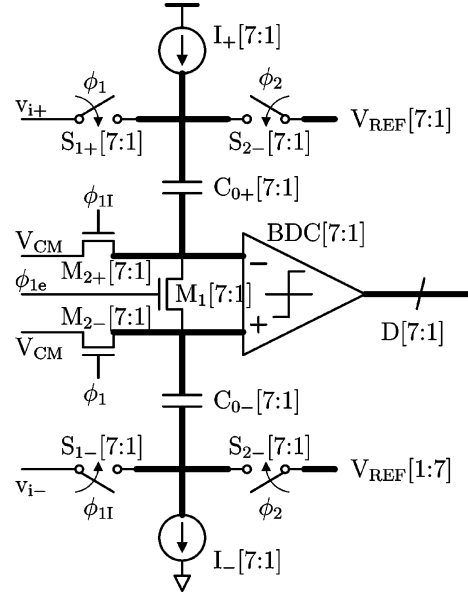 I+[7:1]
ϕ1 ϕ2
vi+ VREF[7:1]
S1+[7:1] S2−[7:1]
C0+[7:1]
ϕ1I
BDC[7:1]
VCM
−
M2+[7:1]
ϕ1e M1[7:1]
M2−[7:1] +
VCM D[7:1]
ϕ1
C0−[7:1]
S1−[7:1] S2−[7:1]
VREF[1:7]
vi−
ϕ1I ϕ2
I−[7:1]